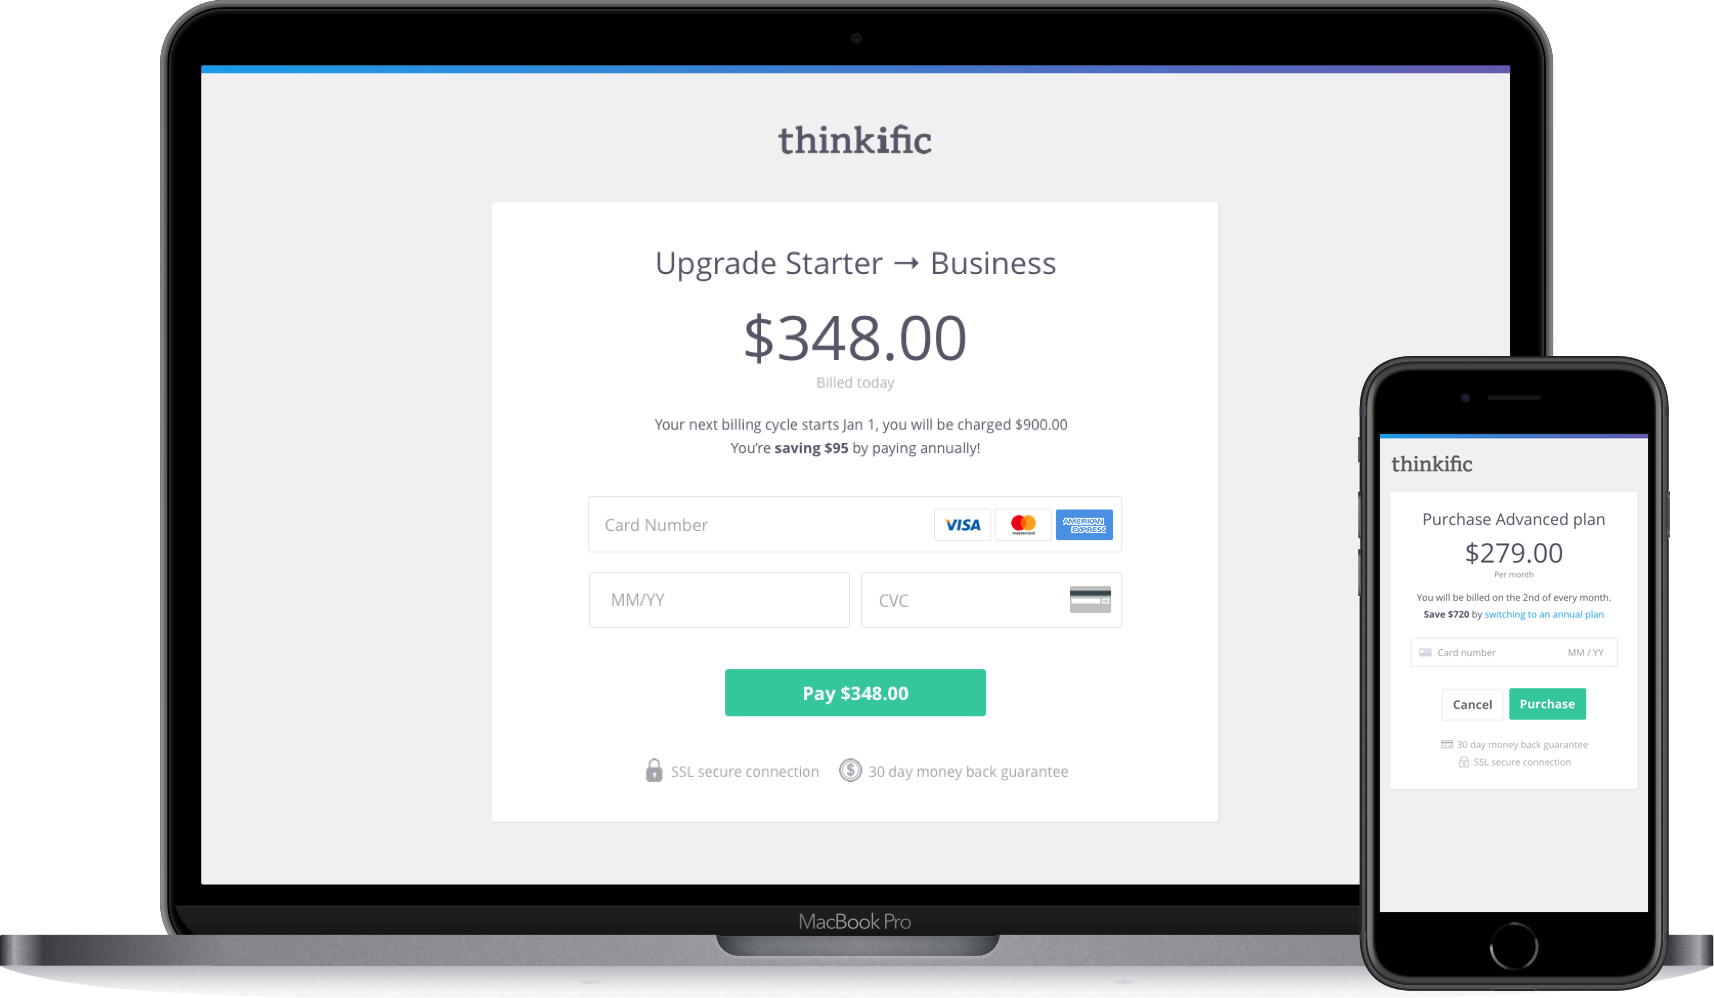 thinkific
Upgrade Starter → Business
$348.00
Billed today
Your next billing cycle starts Jan 1, you will be charged $900.00
You're saving $95 by paying annually!
Card Number
VISA
mastercard
AMERICAN
EXPRESS
MM/YY
CVC
Pay $348.00
SSL secure connection
30 day money back guarantee
MacBook Pro
thinkific
Purchase Advanced plan
$279.00
Per month
You will be billed on the 2nd of every month.
Save $720 by switching to an annual plan
Card number
MM / YY
Cancel
Purchase
30 day money back guarantee
SSL secure connection